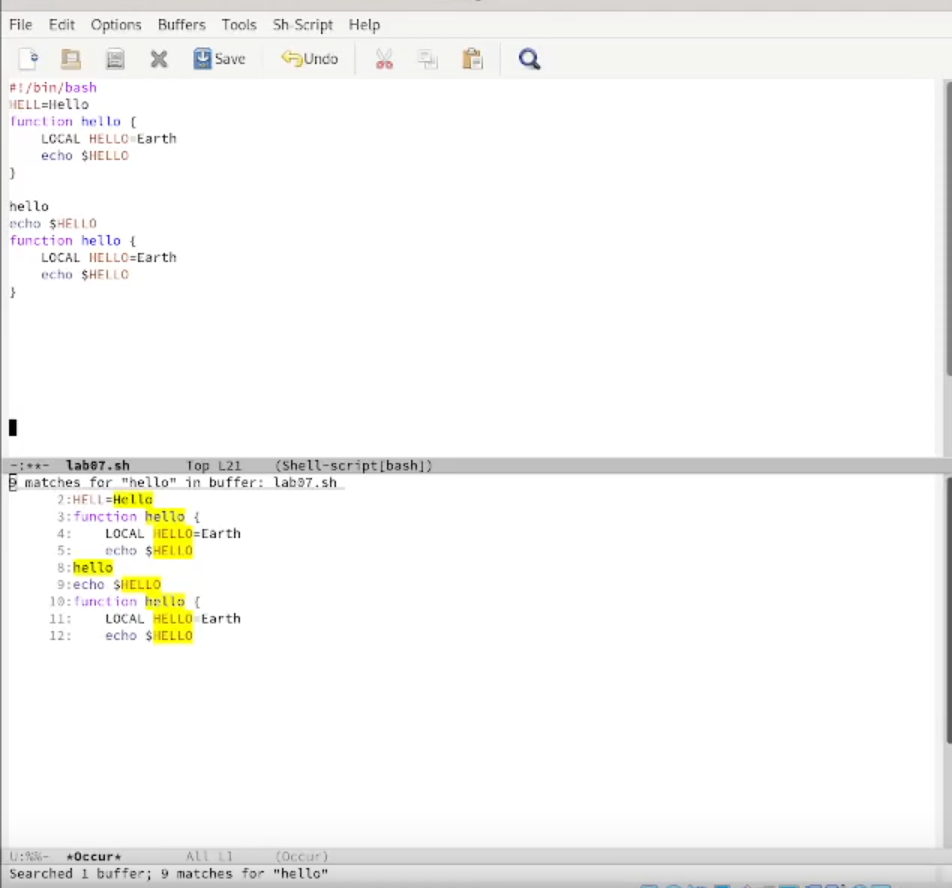 File Edit Options Buffers Tools Sh-Script Help
Save Undo
#!/bin/bash
HELL=Hello
function hello {
    LOCAL HELLO=Earth
    echo $HELLO
}
hello
echo $HELLO
function hello {
    LOCAL HELLO=Earth
    echo $HELLO
}
-:**-  lab07.sh       Top L21    (Shell-script[bash])
9 matches for "hello" in buffer: lab07.sh
      2:HELL=Hello
      3:function hello {
      4:    LOCAL HELLO=Earth
      5:    echo $HELLO
      8:hello
      9:echo $HELLO
     10:function hello {
     11:    LOCAL HELLO=Earth
     12:    echo $HELLO
U:%%-  *Occur*        All L1     (Occur)
Searched 1 buffer; 9 matches for "hello"